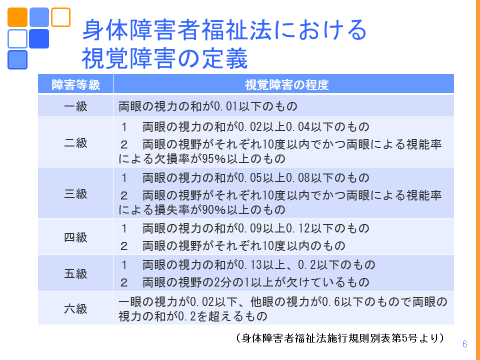 身体障害者福祉法における
視覚障害の定義
障害等級 視覚障害の程度
一級 両眼の視力の和が0.01以下のもの
二級 1 両眼の視力の和が0.02以上0.04以下のもの
2 両眼の視野がそれぞれ10度以内でかつ両眼による視能率
による欠損率が95%以上のもの
三級 1 両眼の視力の和が0.05以上0.08以下のもの
2 両眼の視野がそれぞれ10度以内でかつ両眼による視能率
による損失率が90%以上のもの
四級 1 両眼の視力の和が0.09以上0.12以下のもの
2 両眼の視野がそれぞれ10度以内のもの
五級 1 両眼の視力の和が0.13以上、0.2以下のもの
2 両眼の視野の2分の1以上が欠けているもの
六級 一眼の視力が0.02以下、他眼の視力が0.6以下のもので両眼の
視力の和が0.2を超えるもの
(身体障害者福祉法施行規則別表第5号より)
6